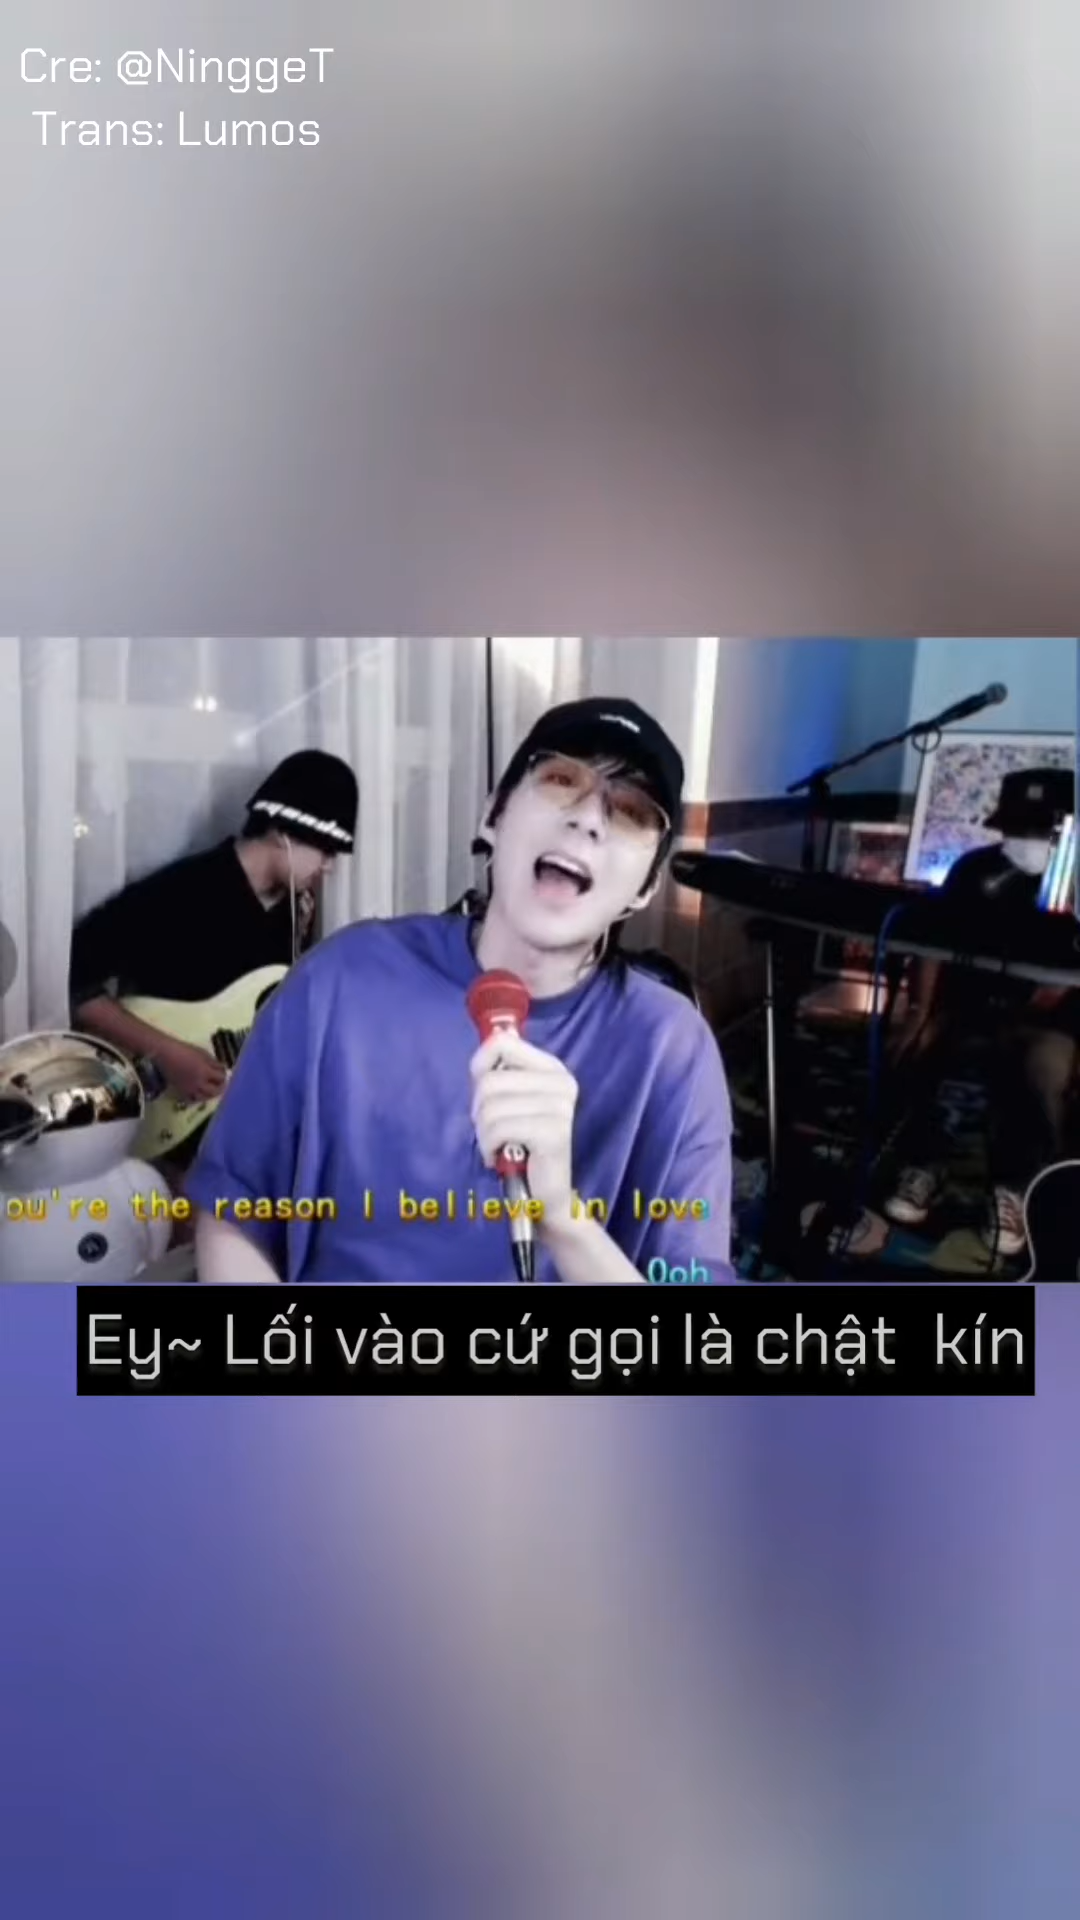 Cre: @NinggeT
Trans: Lumos
ou're the reason I believe in love
Ooh
Ey~ Lối vào cứ gọi là chật kín